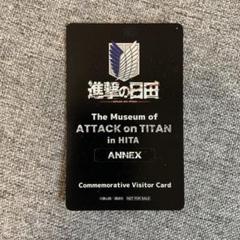 進撃の日田
The Museum of
ATTACK on TITAN
in HITA
ANNEX
Commemorative Visitor Card
NOT FOR SALE